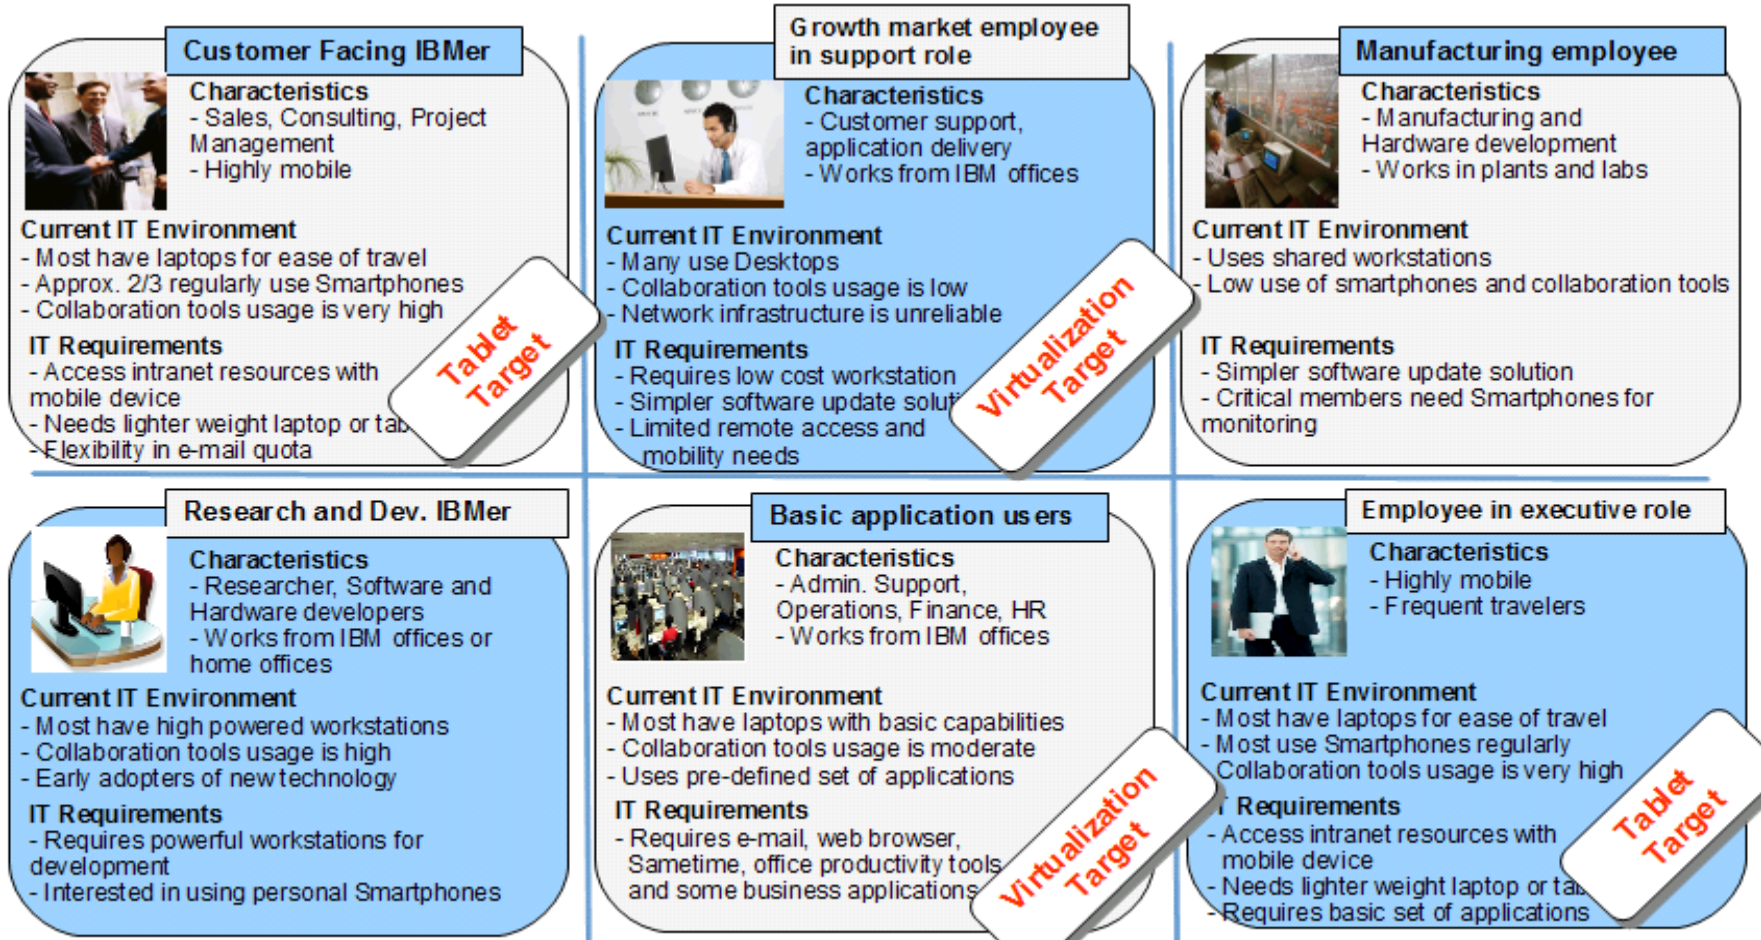 Customer Facing IBMer
Characteristics
- Sales, Consulting, Project
Management
- Highly mobile
Current IT Environment
- Most have laptops for ease of travel
- Approx. 2/3 regularly use Smartphones
- Collaboration tools usage is very high
IT Requirements
- Access intranet resources with
mobile device
- Needs lighter weight laptop or tab
- Flexibility in e-mail quota
Tablet
Target
Growth market employee
in support role
Characteristics
- Customer support,
application delivery
- Works from IBM offices
Current IT Environment
- Many use Desktops
- Collaboration tools usage is low
- Network infrastructure is unreliable
IT Requirements
- Requires low cost workstation
- Simpler software update soluti
- Limited remote access and
mobility needs
Virtualization
Target
Manufacturing employee
Characteristics
- Manufacturing and
Hardware development
- Works in plants and labs
Current IT Environment
- Uses shared workstations
- Low use of smartphones and collaboration tools
IT Requirements
- Simpler software update solution
- Critical members need Smartphones for
monitoring
Research and Dev. IBMer
Characteristics
- Researcher, Software and
Hardware developers
- Works from IBM offices or
home offices
Current IT Environment
- Most have high powered workstations
- Collaboration tools usage is high
- Early adopters of new technology
IT Requirements
- Requires powerful workstations for
development
- Interested in using personal Smartphones
Basic application users
Characteristics
- Admin. Support,
Operations, Finance, HR
- Works from IBM offices
Current IT Environment
- Most have laptops with basic capabilities
- Collaboration tools usage is moderate
- Uses pre-defined set of applications
IT Requirements
- Requires e-mail, web browser,
Sametime, office productivity tools
and some business applications
Virtualization
Target
Employee in executive role
Characteristics
- Highly mobile
- Frequent travelers
Current IT Environment
- Most have laptops for ease of travel
- Most use Smartphones regularly
Collaboration tools usage is very high
IT Requirements
- Access intranet resources with
mobile device
- Needs lighter weight laptop or tab
- Requires basic set of applications
Tablet
Target